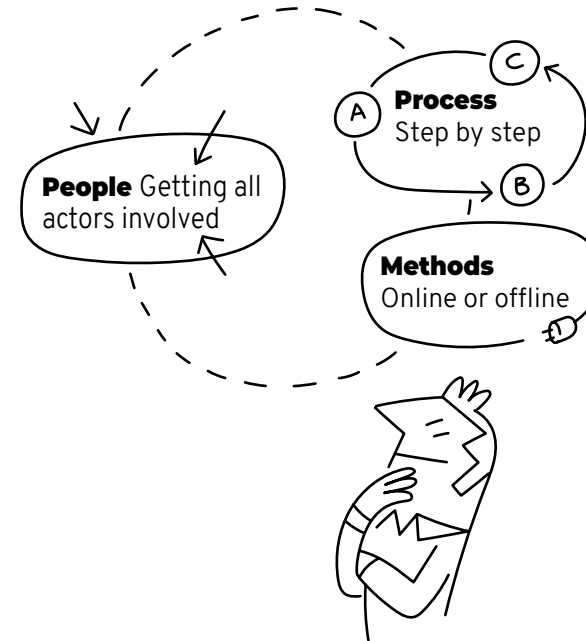 People Getting all
actors involved
A
Process
Step by step
C
B
Methods
Online or offline